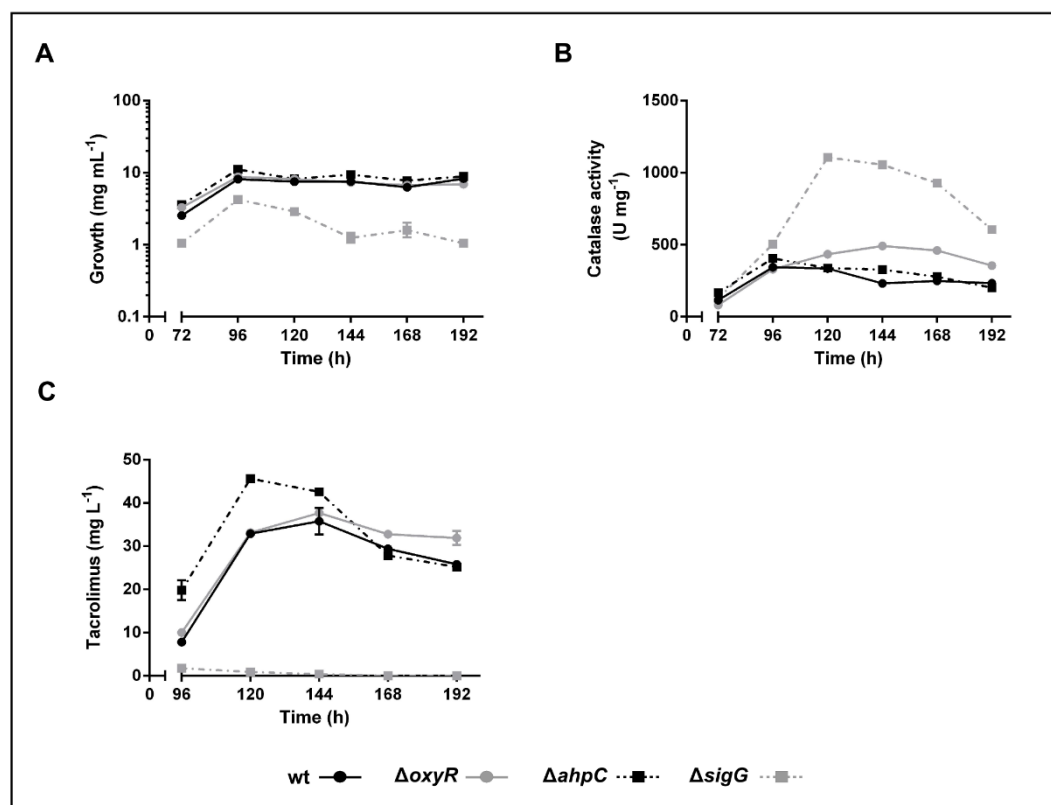 A
100
10
1
0.1
Growth (mg mL⁻¹)
0 72 96 120 144 168 192
Time (h)
B
1500
1000
500
0
Catalase activity
(U mg⁻¹)
0 72 96 120 144 168 192
Time (h)
C
50
40
30
20
10
0
Tacrolimus (mg L⁻¹)
0 96 120 144 168 192
Time (h)
wt ΔoxyR ΔahpC ΔsigG